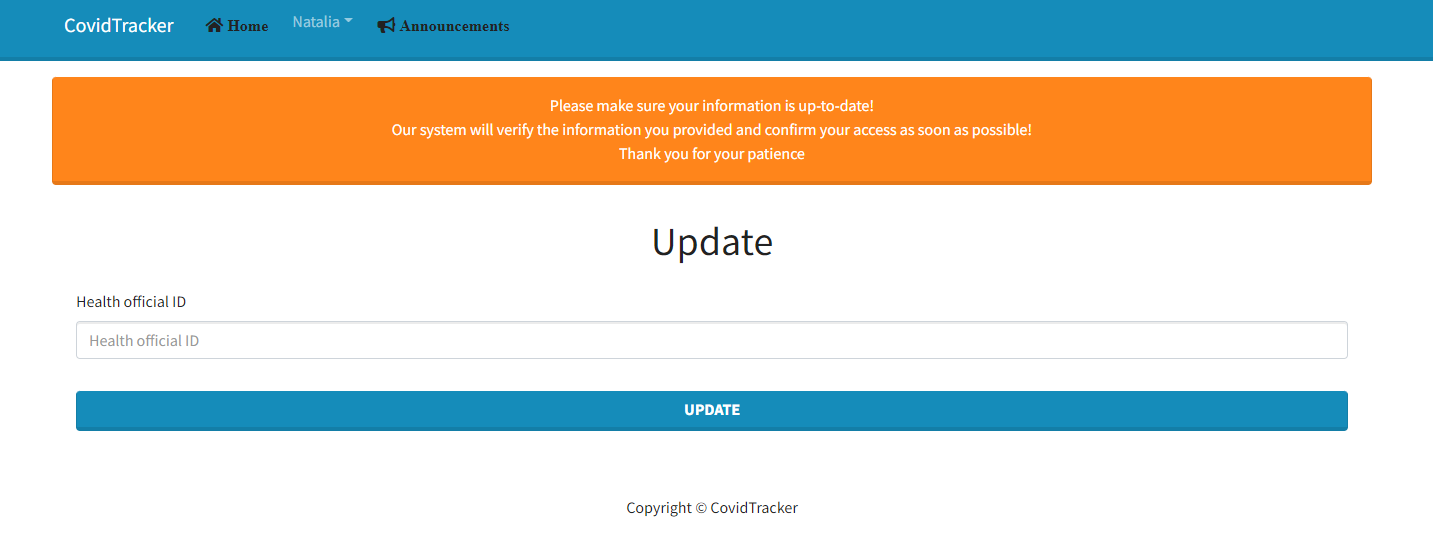 CovidTracker Home Natalia Announcements
Please make sure your information is up-to-date!
Our system will verify the information you provided and confirm your access as soon as possible!
Thank you for your patience
Update
Health official ID
Health official ID
UPDATE
Copyright © CovidTracker